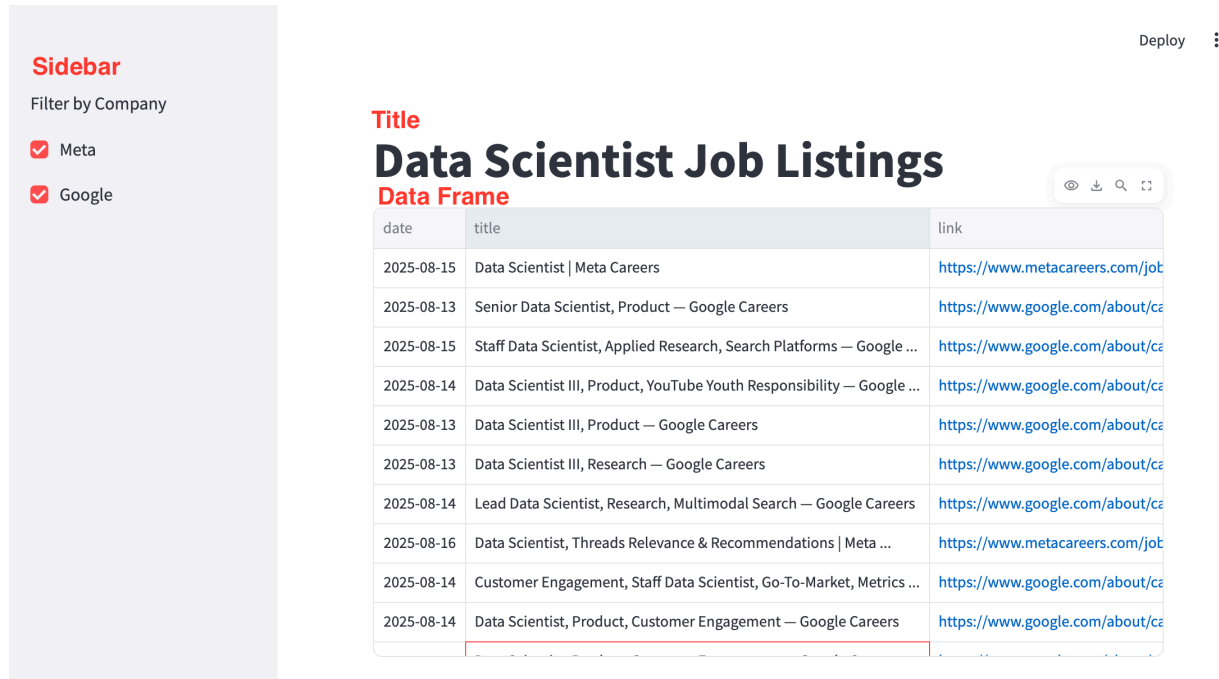 Deploy
Sidebar
Filter by Company
Meta
Google
Title
Data Scientist Job Listings
Data Frame
date title link
2025-08-15 Data Scientist | Meta Careers https://www.metacareers.com/job
2025-08-13 Senior Data Scientist, Product — Google Careers https://www.google.com/about/ca
2025-08-15 Staff Data Scientist, Applied Research, Search Platforms — Google ... https://www.google.com/about/ca
2025-08-14 Data Scientist III, Product, YouTube Youth Responsibility — Google ... https://www.google.com/about/ca
2025-08-13 Data Scientist III, Product — Google Careers https://www.google.com/about/ca
2025-08-13 Data Scientist III, Research — Google Careers https://www.google.com/about/ca
2025-08-14 Lead Data Scientist, Research, Multimodal Search — Google Careers https://www.google.com/about/ca
2025-08-16 Data Scientist, Threads Relevance & Recommendations | Meta ... https://www.metacareers.com/job
2025-08-14 Customer Engagement, Staff Data Scientist, Go-To-Market, Metrics ... https://www.google.com/about/ca
2025-08-14 Data Scientist, Product, Customer Engagement — Google Careers https://www.google.com/about/ca